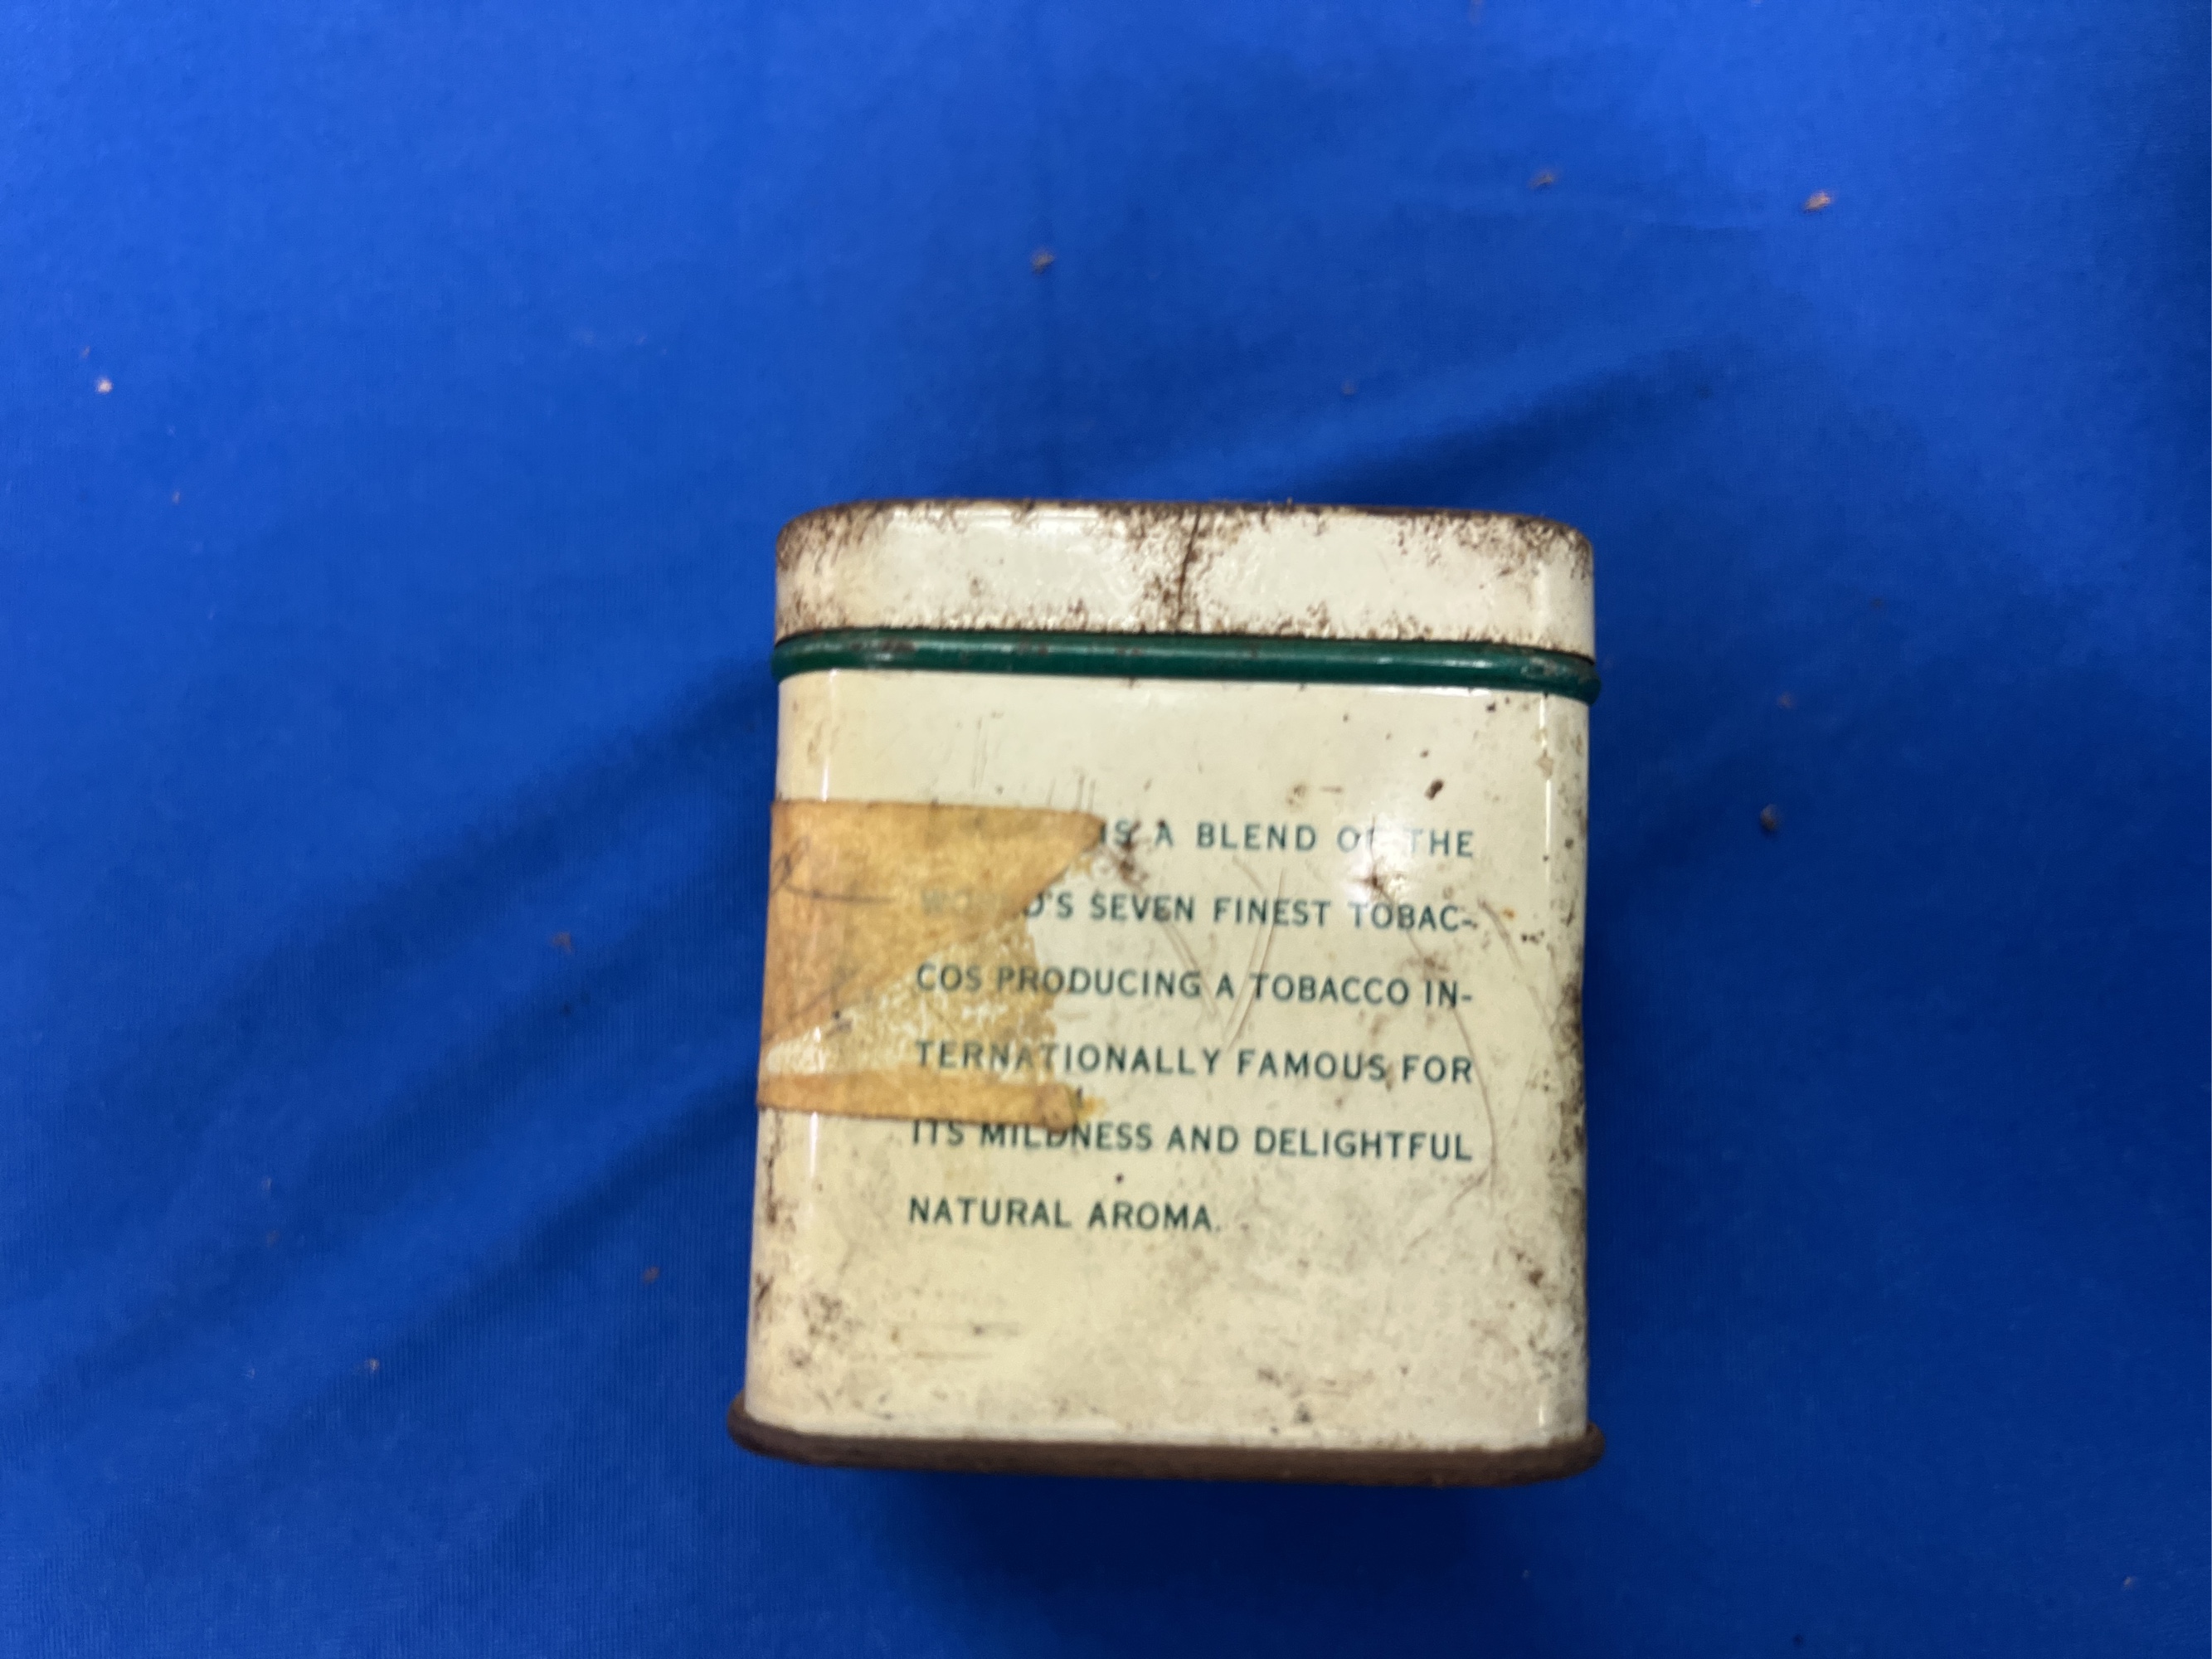 IS A BLEND OF THE
WORLD'S SEVEN FINEST TOBAC-
COS PRODUCING A TOBACCO IN-
TERNATIONALLY FAMOUS FOR
ITS MILDNESS AND DELIGHTFUL
NATURAL AROMA.